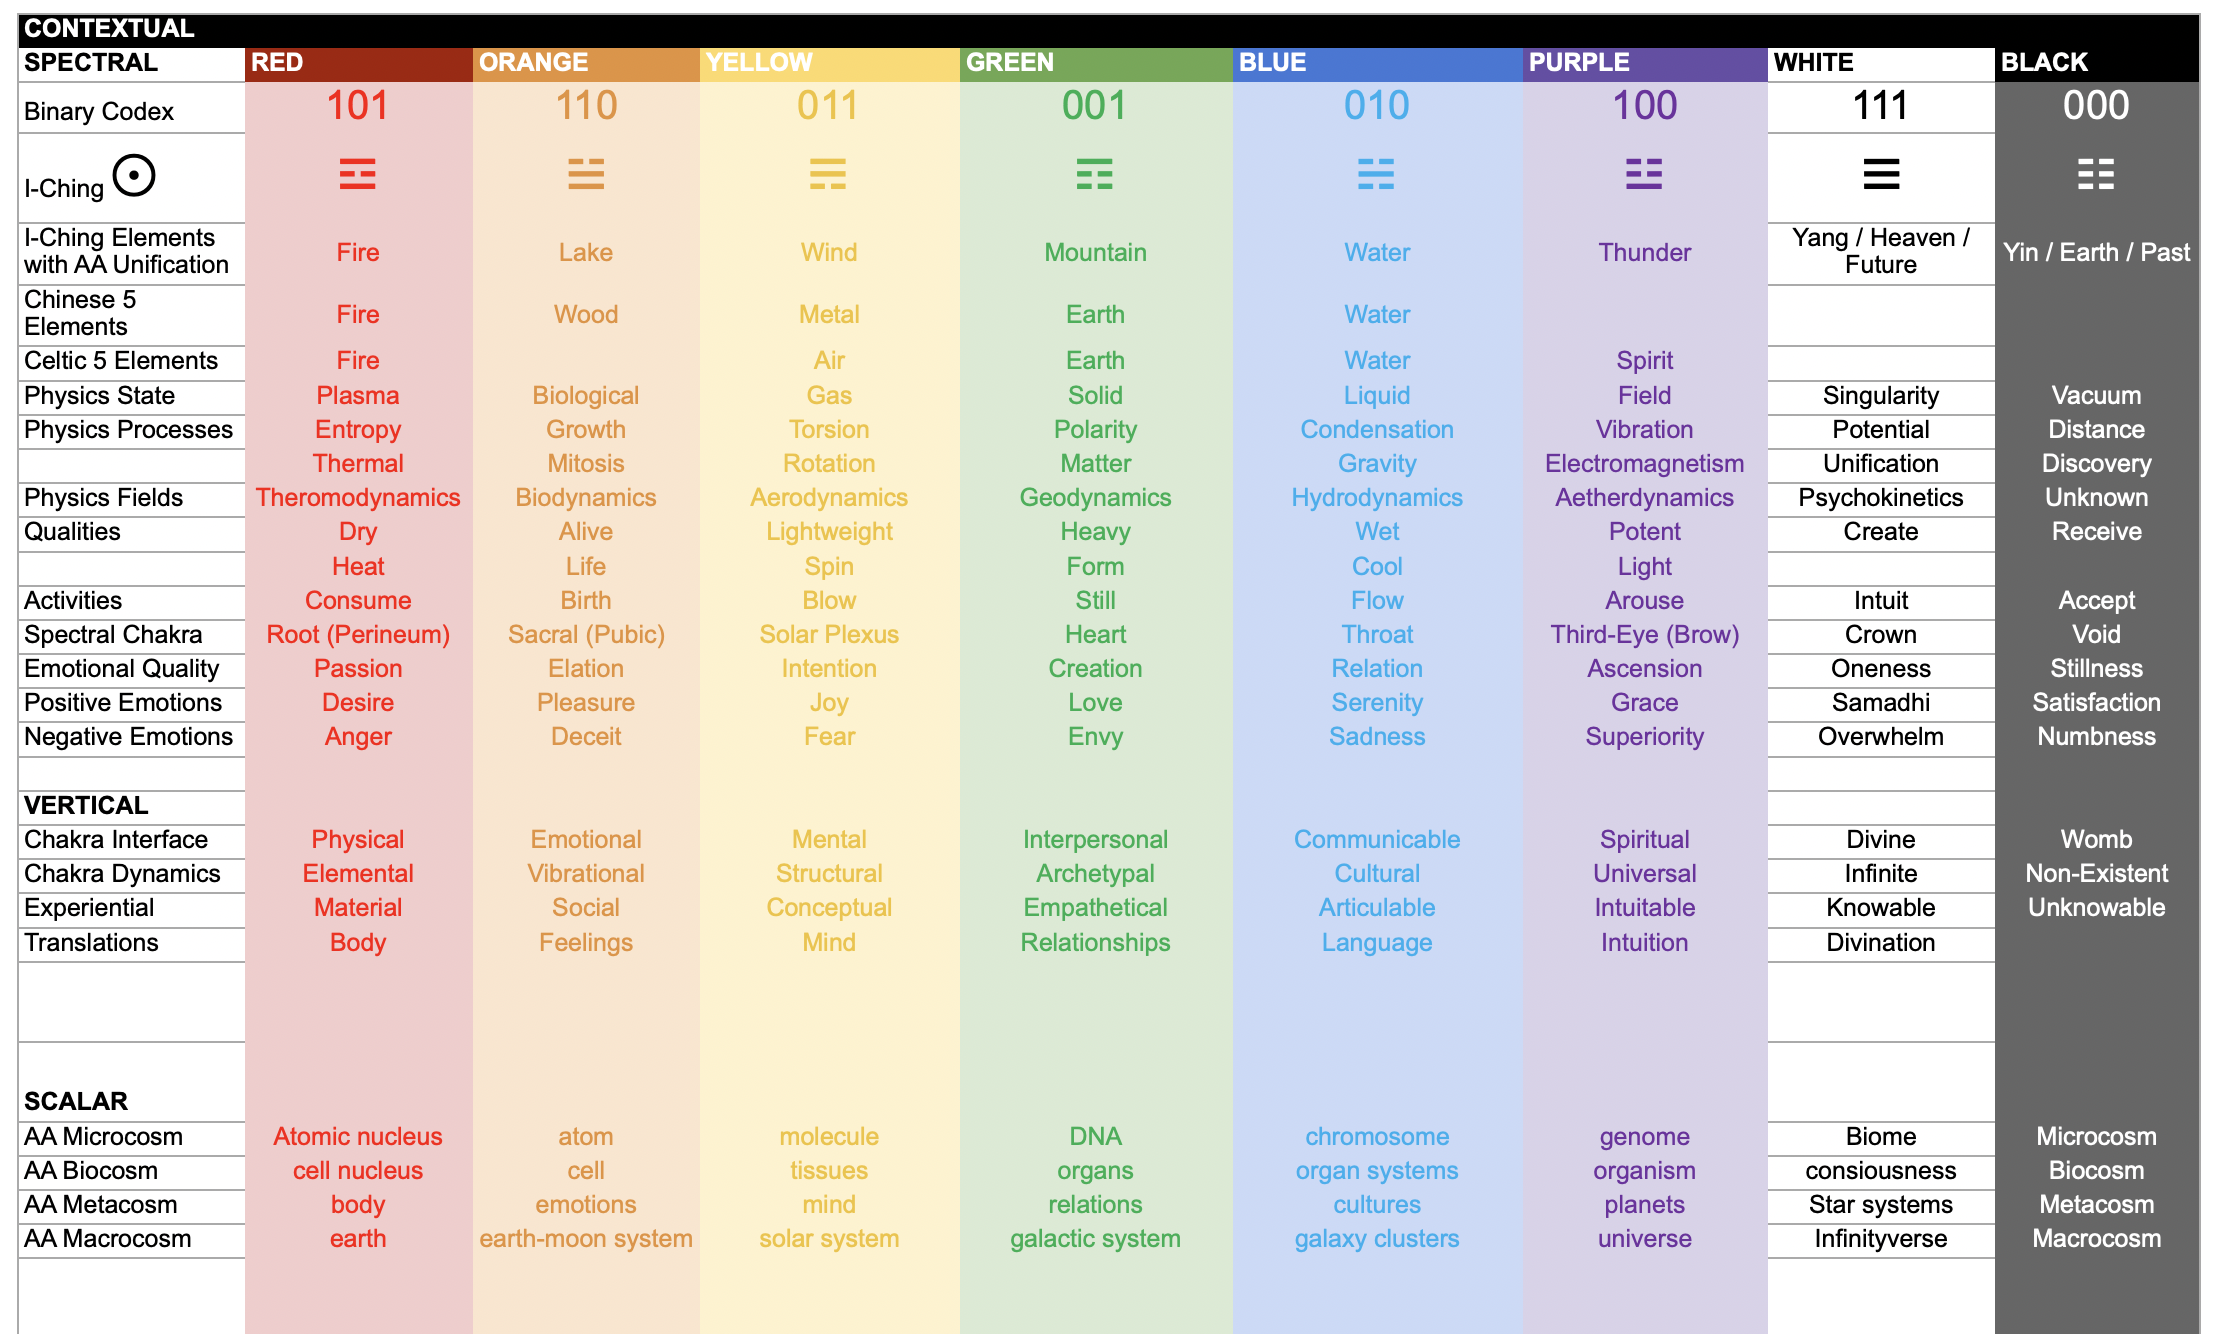 CONTEXTUAL
SPECTRAL RED ORANGE YELLOW GREEN BLUE PURPLE WHITE BLACK
Binary Codex 101 110 011 001 010 100 111 000
I-Ching ☉ ☲ ☱ ☴ ☶ ☵ ☳ ☰ ☷
I-Ching Elements with AA Unification Fire Lake Wind Mountain Water Thunder Yang / Heaven / Future Yin / Earth / Past
Chinese 5 Elements Fire Wood Metal Earth Water
Celtic 5 Elements Fire Air Earth Water Spirit
Physics State Plasma Biological Gas Solid Liquid Field Singularity Vacuum
Physics Processes Entropy Growth Torsion Polarity Condensation Vibration Potential Distance
Thermal Mitosis Rotation Matter Gravity Electromagnetism Unification Discovery
Physics Fields Theromodynamics Biodynamics Aerodynamics Geodynamics Hydrodynamics Aetherdynamics Psychokinetics Unknown
Qualities Dry Alive Lightweight Heavy Wet Potent Create Receive
Heat Life Spin Form Cool Light
Activities Consume Birth Blow Still Flow Arouse Intuit Accept
Spectral Chakra Root (Perineum) Sacral (Pubic) Solar Plexus Heart Throat Third-Eye (Brow) Crown Void
Emotional Quality Passion Elation Intention Creation Relation Ascension Oneness Stillness
Positive Emotions Desire Pleasure Joy Love Serenity Grace Samadhi Satisfaction
Negative Emotions Anger Deceit Fear Envy Sadness Superiority Overwhelm Numbness
VERTICAL
Chakra Interface Physical Emotional Mental Interpersonal Communicable Spiritual Divine Womb
Chakra Dynamics Elemental Vibrational Structural Archetypal Cultural Universal Infinite Non-Existent
Experiential Material Social Conceptual Empathetical Articulable Intuitable Knowable Unknowable
Translations Body Feelings Mind Relationships Language Intuition Divination
SCALAR
AA Microcosm Atomic nucleus atom molecule DNA chromosome genome Biome Microcosm
AA Biocosm cell nucleus cell tissues organs organ systems organism consiousness Biocosm
AA Metacosm body emotions mind relations cultures planets Star systems Metacosm
AA Macrocosm earth earth-moon system solar system galactic system galaxy clusters universe Infinityverse Macrocosm